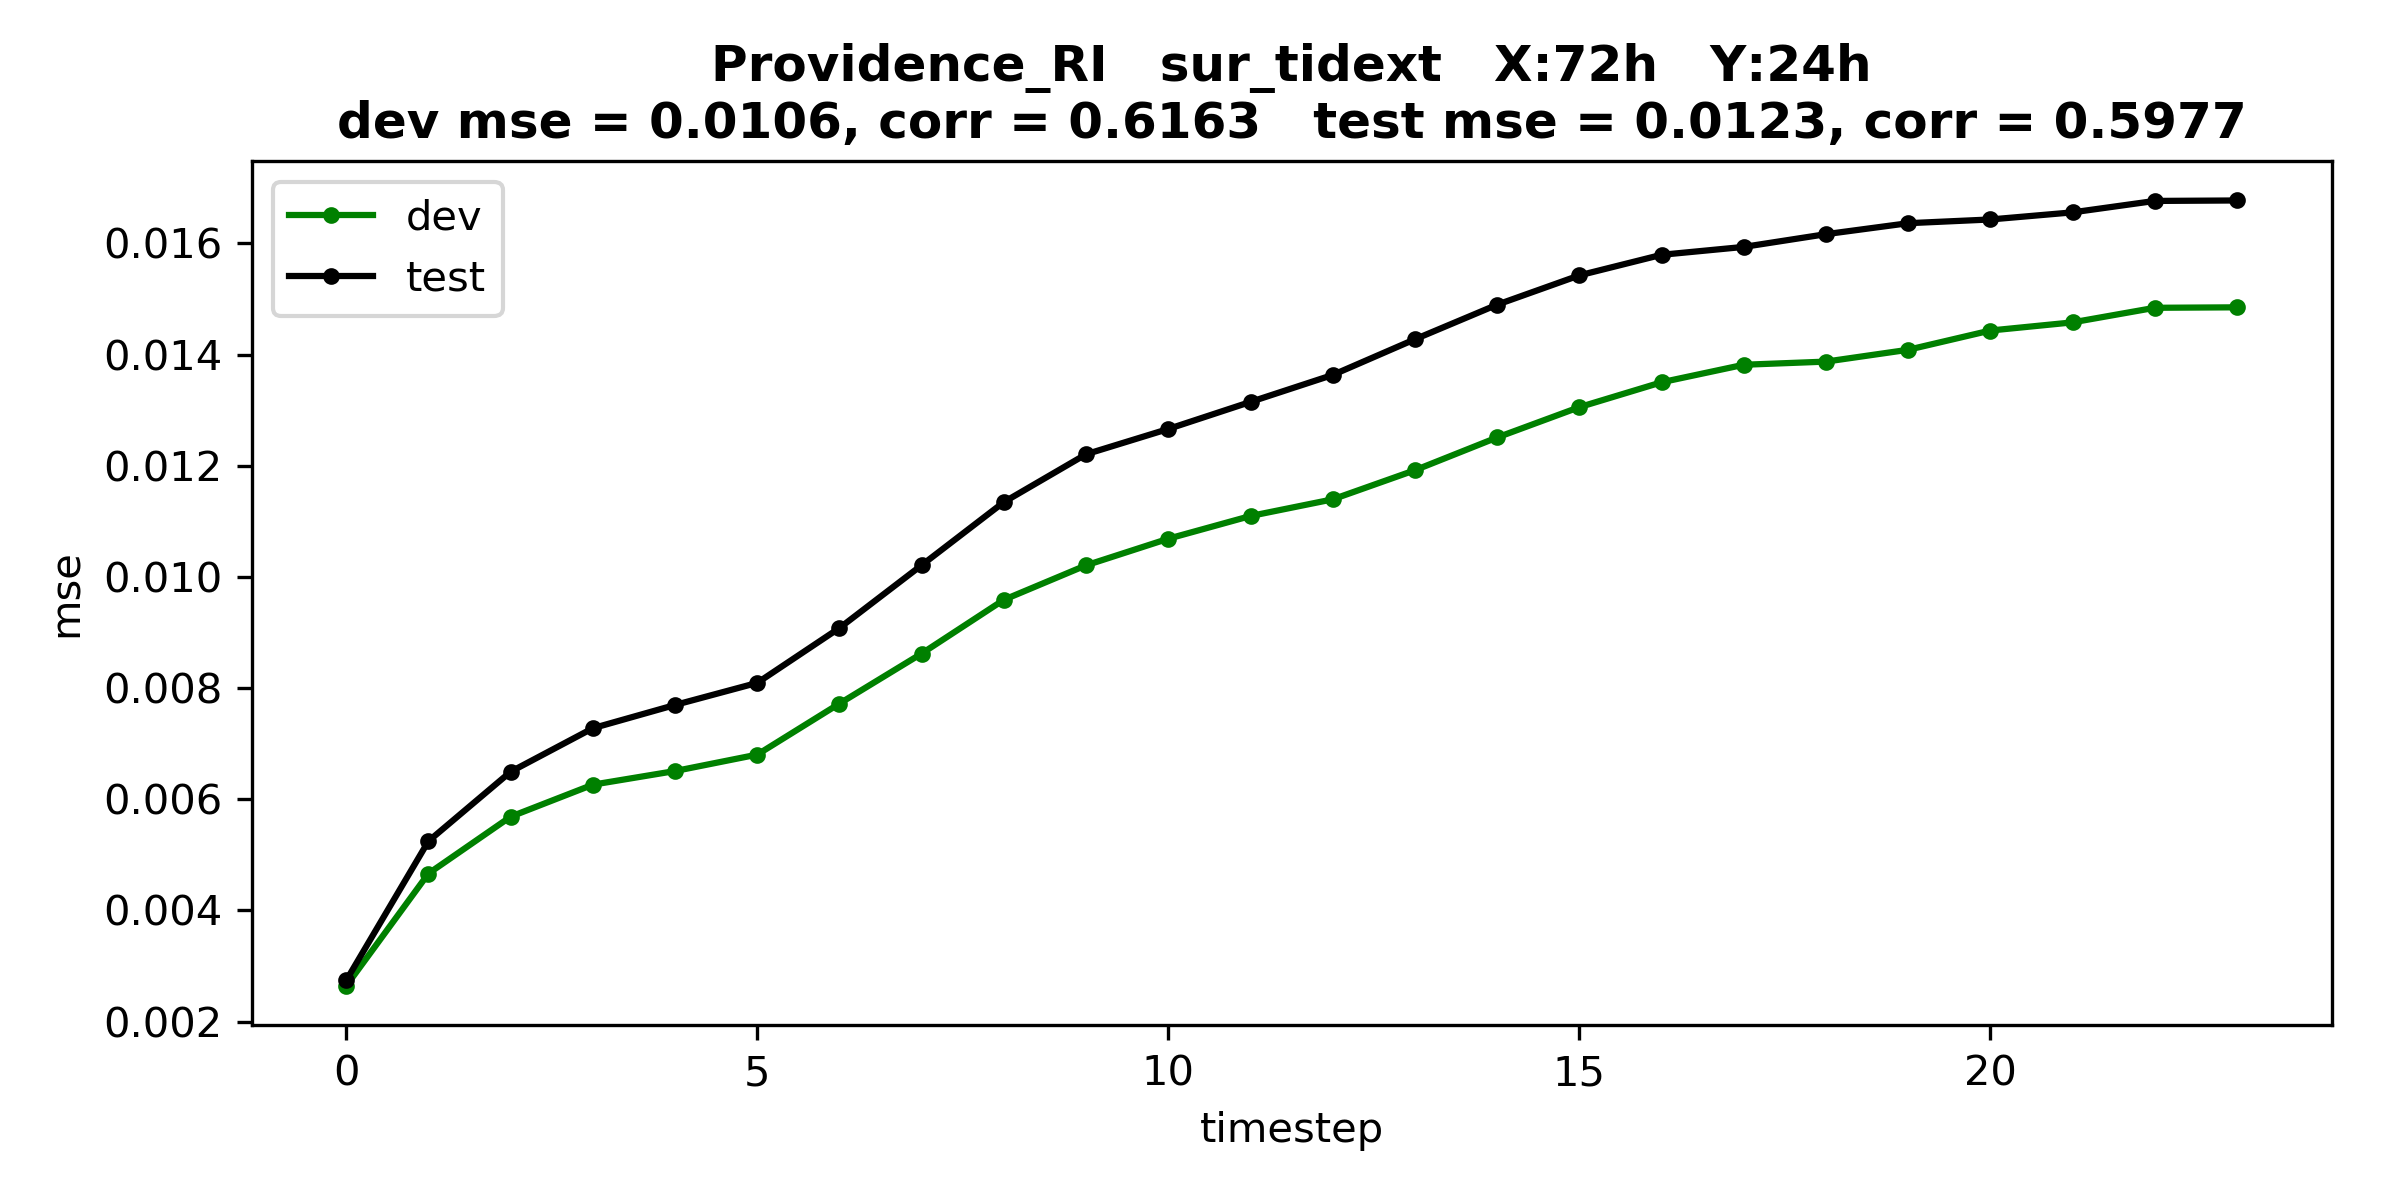 Providence_RI   sur_tidext   X:72h   Y:24h
dev mse = 0.0106, corr = 0.6163   test mse = 0.0123, corr = 0.5977
dev
test
0.016
0.014
0.012
0.010
0.008
0.006
0.004
0.002
mse
0 5 10 15 20
timestep